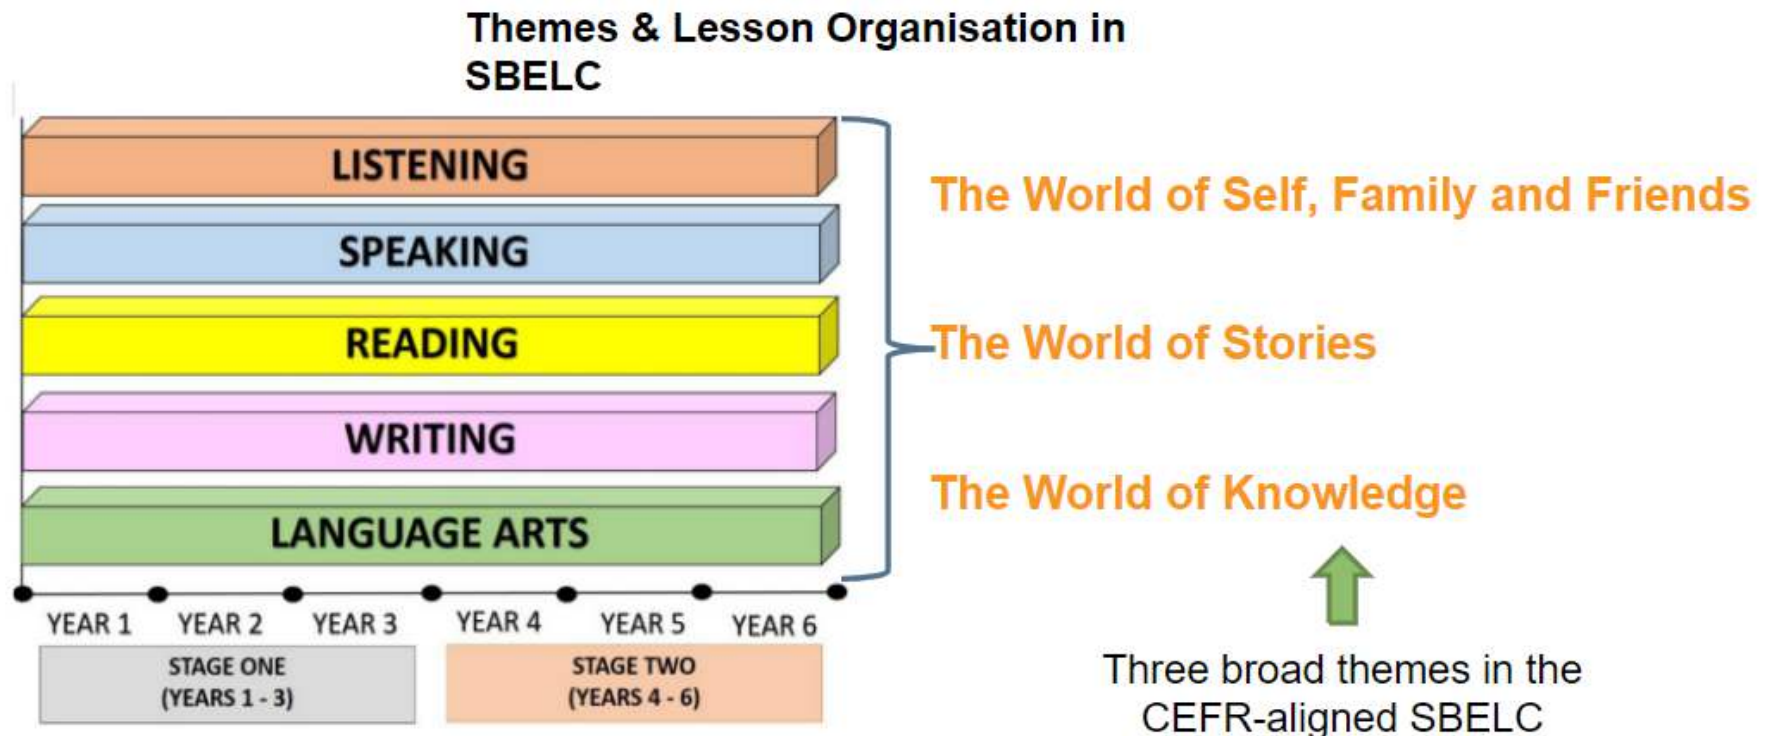 Themes & Lesson Organisation in
SBELC
LISTENING
SPEAKING
READING
WRITING
LANGUAGE ARTS
YEAR 1
YEAR 2
YEAR 3
YEAR 4
YEAR 5
YEAR 6
STAGE ONE
(YEARS 1 - 3)
STAGE TWO
(YEARS 4 - 6)
The World of Self, Family and Friends
The World of Stories
The World of Knowledge
Three broad themes in the
CEFR-aligned SBELC